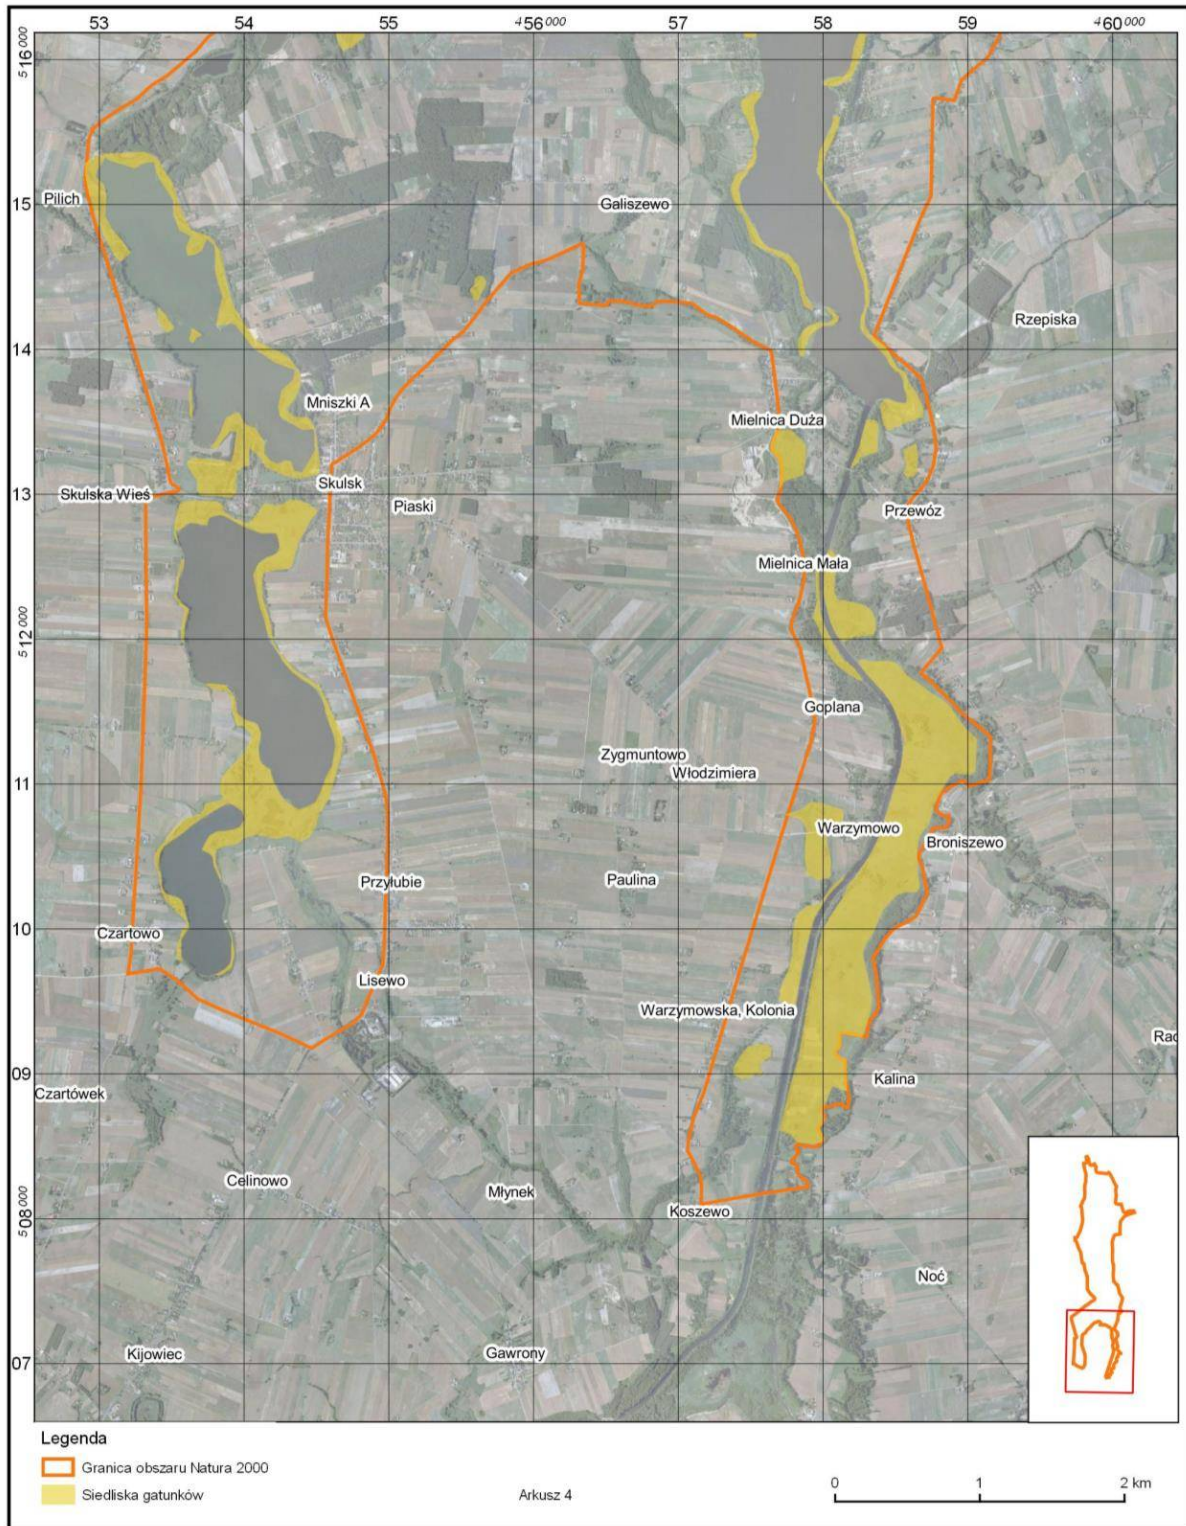 53 54 55 ⁴56⁰⁰⁰ 57 58 59 ⁴60⁰⁰⁰
⁵16⁰⁰⁰
15
14
13
⁵12⁰⁰⁰
11
10
09
⁵08⁰⁰⁰
07
Pilich
Galiszewo
Rzepiska
Mniszki A
Mielnica Duża
Skulsk
Skulska Wieś
Piaski
Przewóz
Mielnica Mała
Goplana
Zygmuntowo
Włodzimiera
Warzymowo
Broniszewo
Paulina
Przyłubie
Czartowo
Lisewo
Warzymowska, Kolonia
Rac
Kalina
Czartówek
Celinowo
Młynek
Koszewo
Noć
Kijowiec
Gawrony
Legenda
Granica obszaru Natura 2000
Siedliska gatunków
Arkusz 4
0 1 2 km